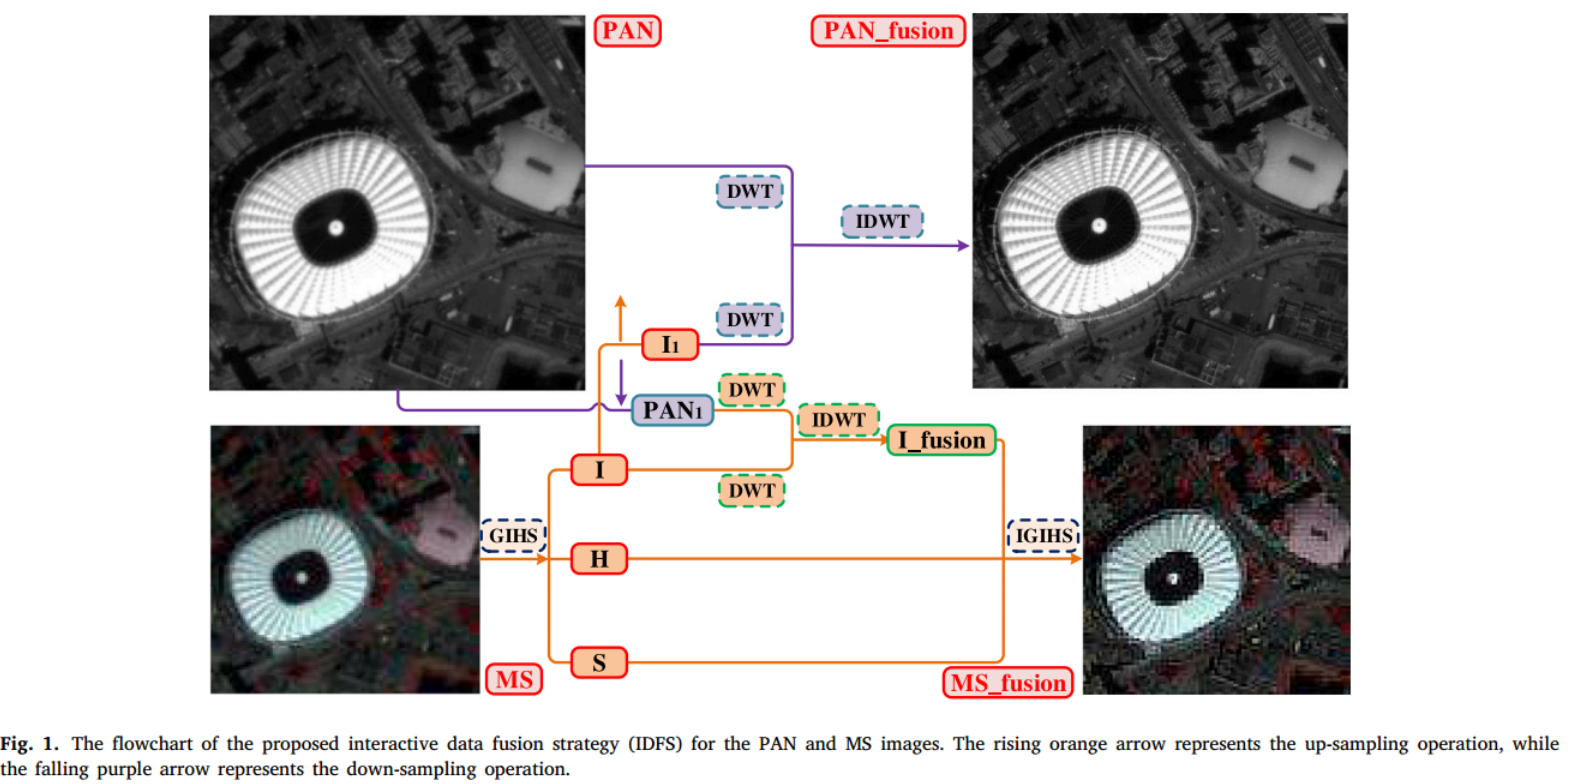 PAN
PAN_fusion
DWT
IDWT
DWT
I1
DWT
PAN1
IDWT
I_fusion
I
DWT
GIHS
IGIHS
H
S
MS
MS_fusion
Fig. 1. The flowchart of the proposed interactive data fusion strategy (IDFS) for the PAN and MS images. The rising orange arrow represents the up-sampling operation, while
the falling purple arrow represents the down-sampling operation.